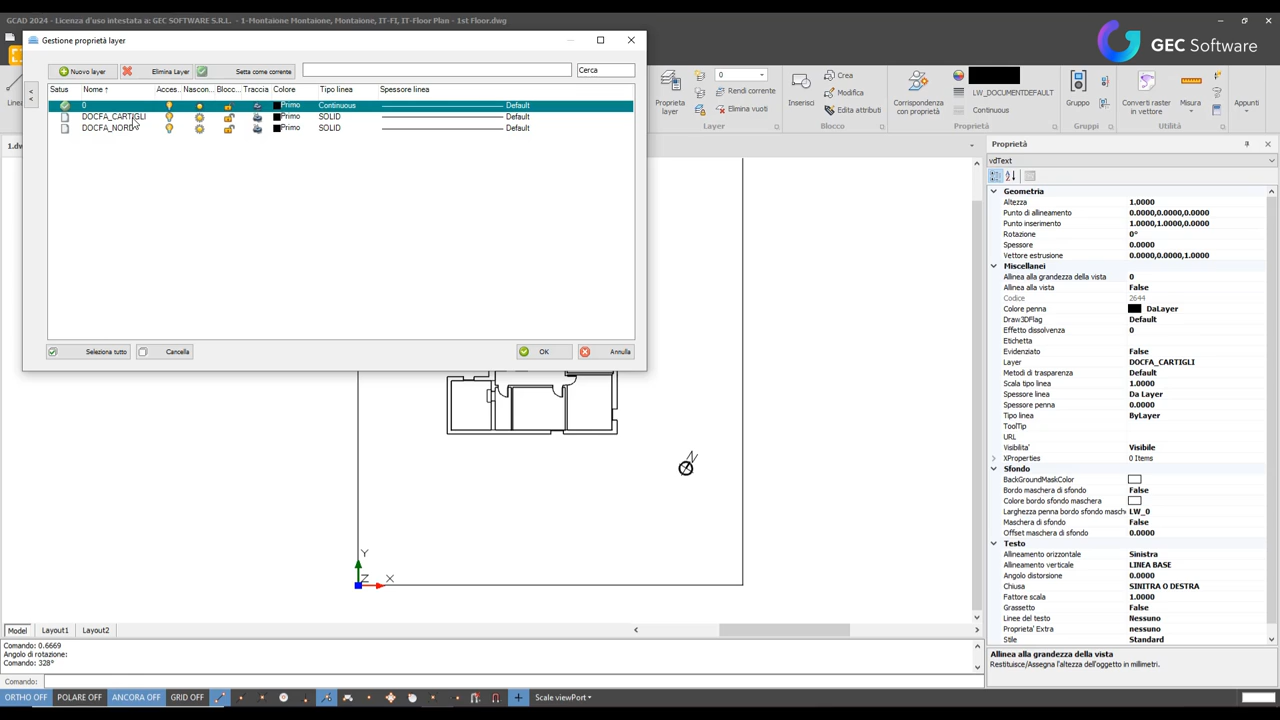 GCAD 2024 - Licenza d'uso intestata a: GEC SOFTWARE S.R.L. - 1-Montaione Montaione, Montaione, IT-FI, IT-Floor Plan - 1st Floor.dwg
GEC Software
Gestione proprietà layer
Nuovo layer
Elimina Layer
Setta come corrente
Cerca
Satus Nome ↑ Acces.. Nascon... Blocc... Traccia Colore Tipo linea Spessore linea
0 Primo Continuous Default
DOCFA_CARTIGLI Primo SOLID Default
DOCFA_NORD Primo SOLID Default
Seleziona tutto
Cancella
OK
Annulla
<
<
Proprietà
Layer
0
Precedente
Elimina vuoti
Layer
Inserisci
Crea
Modifica
Edita attributi
Blocco
Corrispondenza
con proprietà
LW_DOCUMENTDEFAULT
Continuous
Proprietà
Gruppo
Gruppi
Converti raster
in vettoriale
Misura
Utilità
Appunti
Proprietà
vdText
Geometria
Altezza 1.0000
Punto di allineamento 0.0000,0.0000,0.0000
Punto inserimento 1.0000,1.0000,0.0000
Rotazione 0°
Spessore 0.0000
Vettore estrusione 0.0000,0.0000,1.0000
Miscellanei
Allinea alla grandezza della vista 0
Allinea alla vista False
Codice 2644
Colore penna DaLayer
Draw3DFlag Default
Effetto dissolvenza 0
Etichetta
Evidenziato False
Layer DOCFA_CARTIGLI
Metodi di trasparenza Default
Scala tipo linea 1.0000
Spessore linea Da Layer
Spessore penna 0.0000
Tipo linea ByLayer
ToolTip
URL
Visibilita' Visibile
XProperties 0 Items
Sfondo
BackGroundMaskColor
Bordo maschera di sfondo False
Colore bordo sfondo maschera
Larghezza penna bordo sfondo masche LW_0
Maschera di sfondo False
Offset maschera di sfondo 0.0000
Testo
Allineamento orizzontale Sinistra
Allineamento verticale LINEA BASE
Angolo distorsione 0.0000
Chiusa SINITRA O DESTRA
Fattore scala 1.0000
Grassetto False
Linee del testo Nessuno
Proprieta' Extra nessuno
Stile Standard
Allinea alla grandezza della vista
Restituisce/Assegna l'altezza dell'oggetto in milimetri.
N
Y
Z
X
Model Layout1 Layout2
Comando: 0.6669
Angolo di rotazione:
Comando: 328°
Comando:
ORTHO OFF POLARE OFF ANCORA OFF GRID OFF Scale viewPort